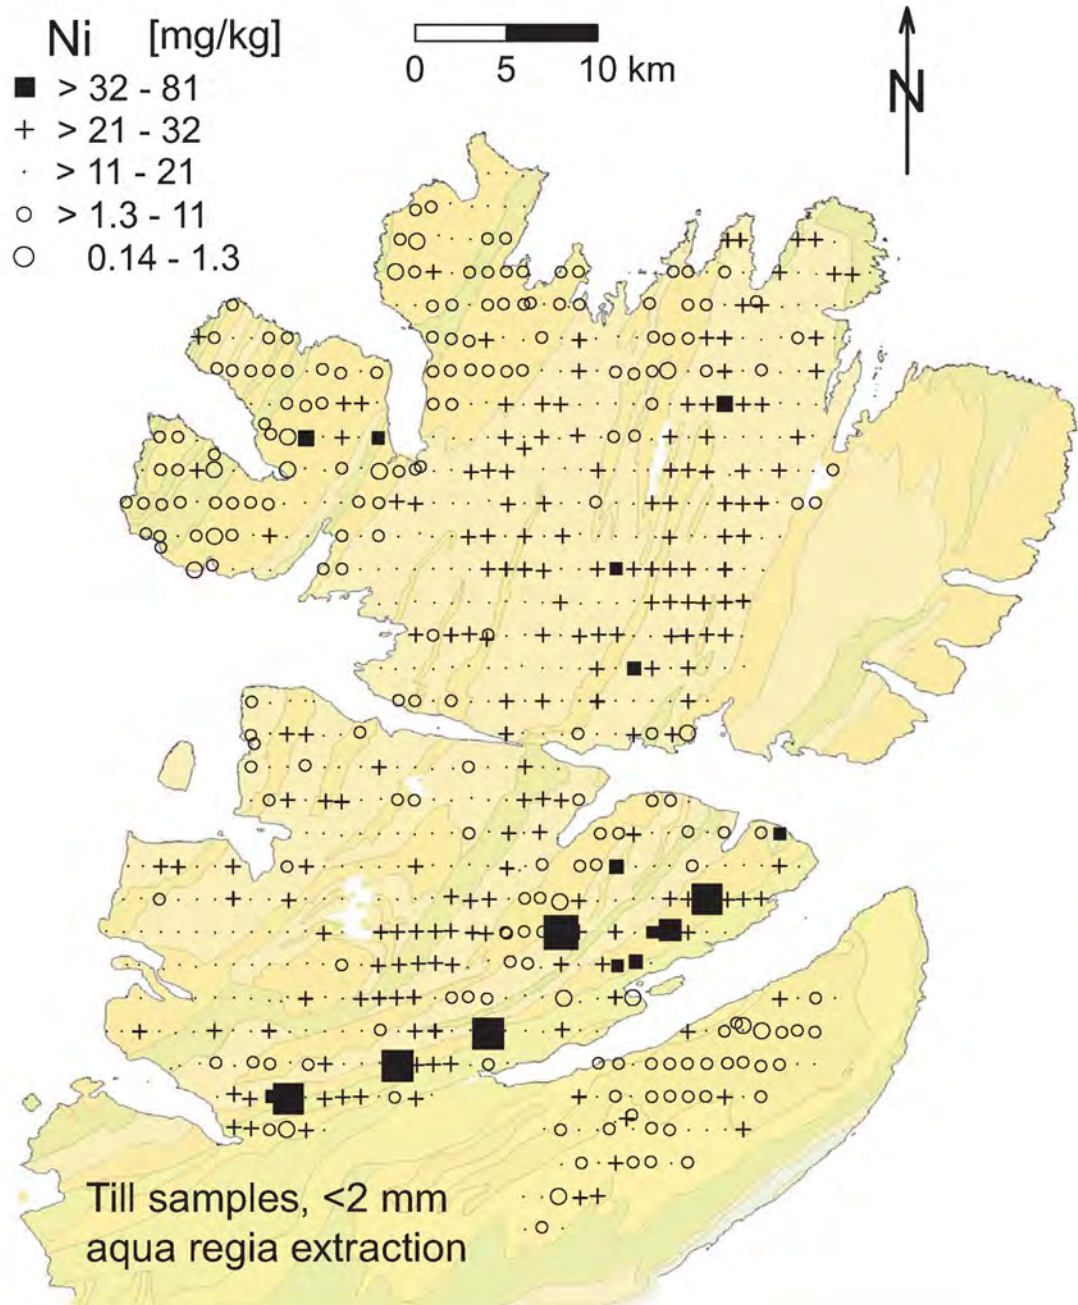 Ni [mg/kg]
> 32 - 81
> 21 - 32
> 11 - 21
> 1.3 - 11
0.14 - 1.3
0 5 10 km
N
Till samples, <2 mm
aqua regia extraction